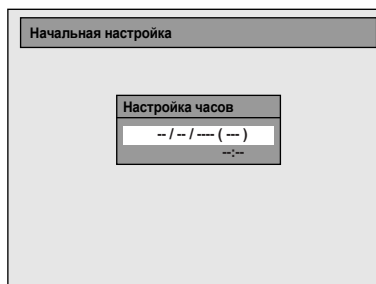 Начальная настройка
Настройка часов
-- / -- / ---- ( --- )
--:--